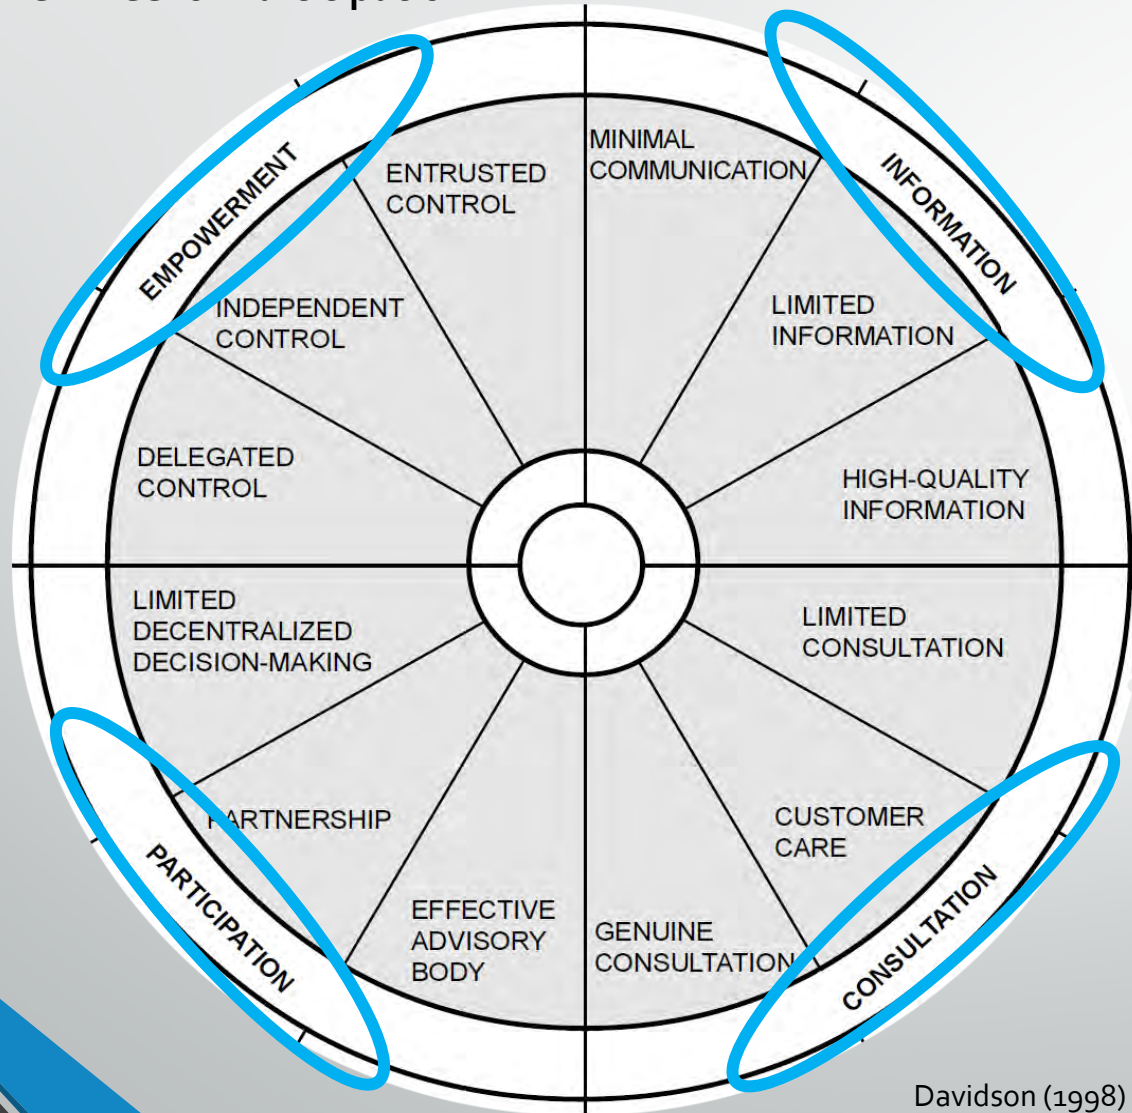 MINIMAL
COMMUNICATION
INFORMATION
LIMITED
INFORMATION
HIGH-QUALITY
INFORMATION
LIMITED
CONSULTATION
CUSTOMER
CARE
CONSULTATION
GENUINE
CONSULTATION
EFFECTIVE
ADVISORY
BODY
PARTICIPATION
PARTNERSHIP
LIMITED
DECENTRALIZED
DECISION-MAKING
DELEGATED
CONTROL
EMPOWERMENT
INDEPENDENT
CONTROL
ENTRUSTED
CONTROL
Davidson (1998)